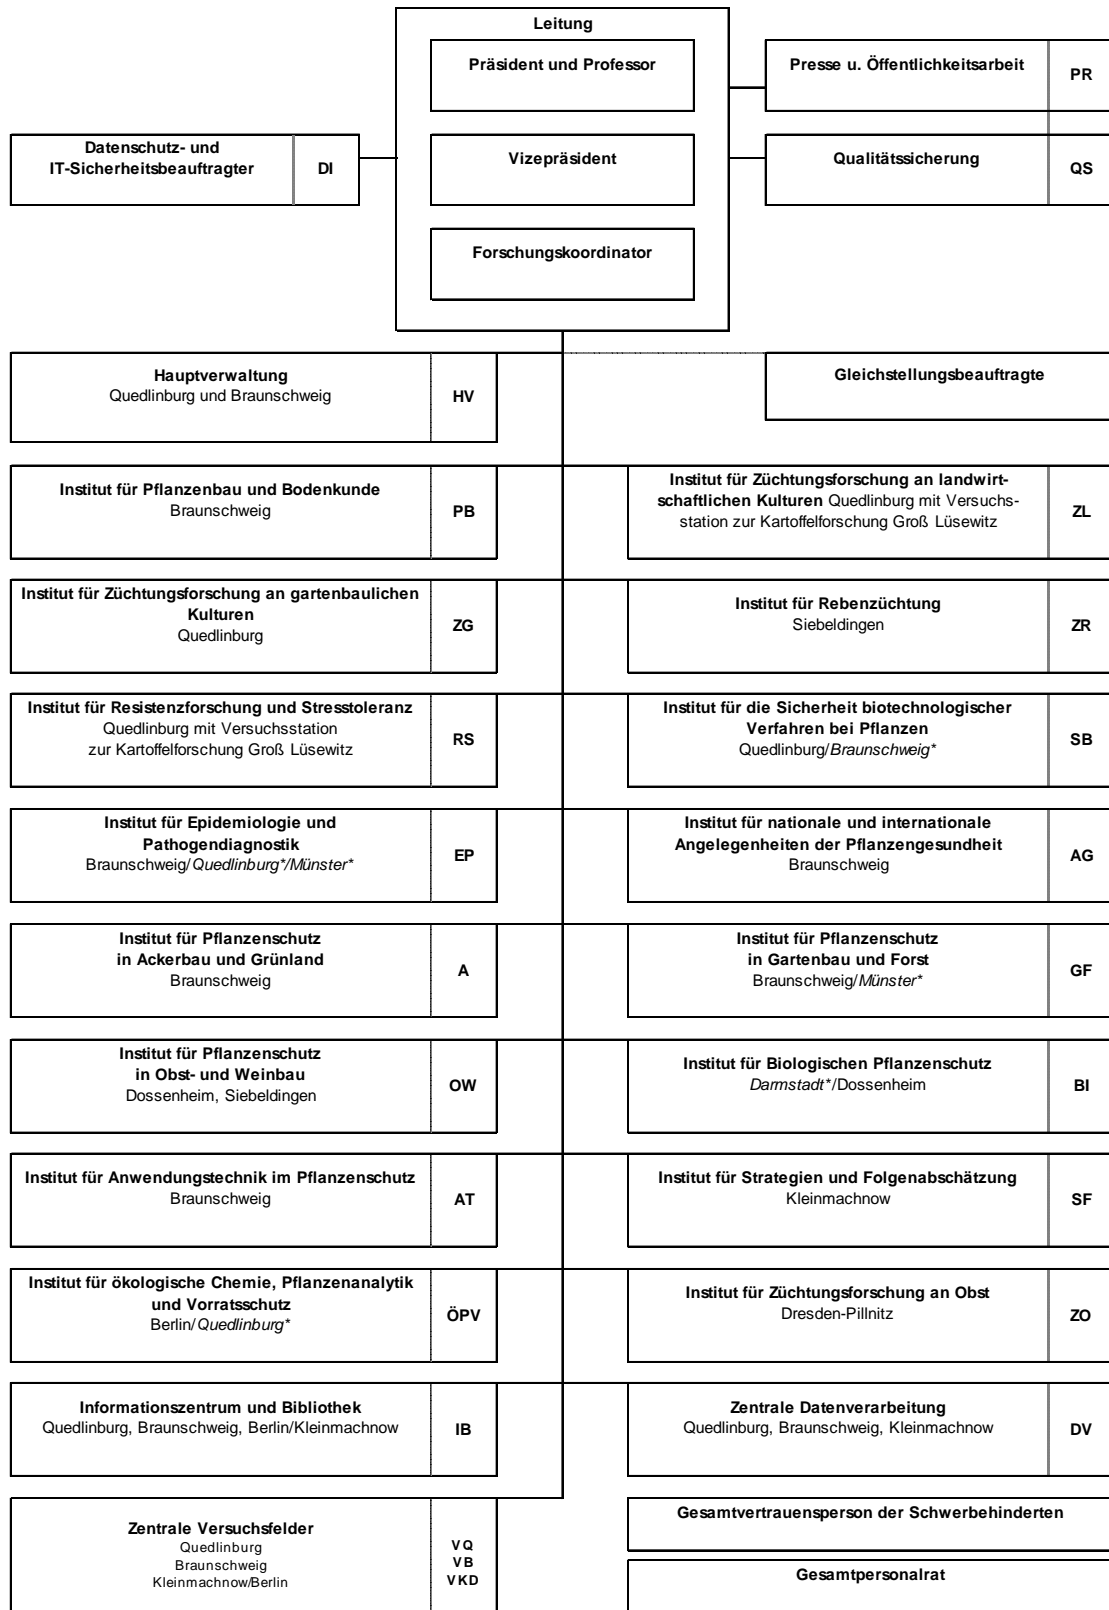 Leitung
Präsident und Professor
Presse u. Öffentlichkeitsarbeit
PR
Datenschutz- und
IT-Sicherheitsbeauftragter
DI
Vizepräsident
Qualitätssicherung
QS
Forschungskoordinator
Hauptverwaltung
Quedlinburg und Braunschweig
HV
Gleichstellungsbeauftragte
Institut für Pflanzenbau und Bodenkunde
Braunschweig
PB
Institut für Züchtungsforschung an landwirt-
schaftlichen Kulturen Quedlinburg mit Versuchs-
station zur Kartoffelforschung Groß Lüsewitz
ZL
Institut für Züchtungsforschung an gartenbaulichen
Kulturen
Quedlinburg
ZG
Institut für Rebenzüchtung
Siebeldingen
ZR
Institut für Resistenzforschung und Stresstoleranz
Quedlinburg mit Versuchsstation
zur Kartoffelforschung Groß Lüsewitz
RS
Institut für die Sicherheit biotechnologischer
Verfahren bei Pflanzen
Quedlinburg/Braunschweig*
SB
Institut für Epidemiologie und
Pathogendiagnostik
Braunschweig/Quedlinburg*/Münster*
EP
Institut für nationale und internationale
Angelegenheiten der Pflanzengesundheit
Braunschweig
AG
Institut für Pflanzenschutz
in Ackerbau und Grünland
Braunschweig
A
Institut für Pflanzenschutz
in Gartenbau und Forst
Braunschweig/Münster*
GF
Institut für Pflanzenschutz
in Obst- und Weinbau
Dossenheim, Siebeldingen
OW
Institut für Biologischen Pflanzenschutz
Darmstadt*/Dossenheim
BI
Institut für Anwendungstechnik im Pflanzenschutz
Braunschweig
AT
Institut für Strategien und Folgenabschätzung
Kleinmachnow
SF
Institut für ökologische Chemie, Pflanzenanalytik
und Vorratsschutz
Berlin/Quedlinburg*
ÖPV
Institut für Züchtungsforschung an Obst
Dresden-Pillnitz
ZO
Informationszentrum und Bibliothek
Quedlinburg, Braunschweig, Berlin/Kleinmachnow
IB
Zentrale Datenverarbeitung
Quedlinburg, Braunschweig, Kleinmachnow
DV
Zentrale Versuchsfelder
Quedlinburg
Braunschweig
Kleinmachnow/Berlin
VQ
VB
VKD
Gesamtvertrauensperson der Schwerbehinderten
Gesamtpersonalrat